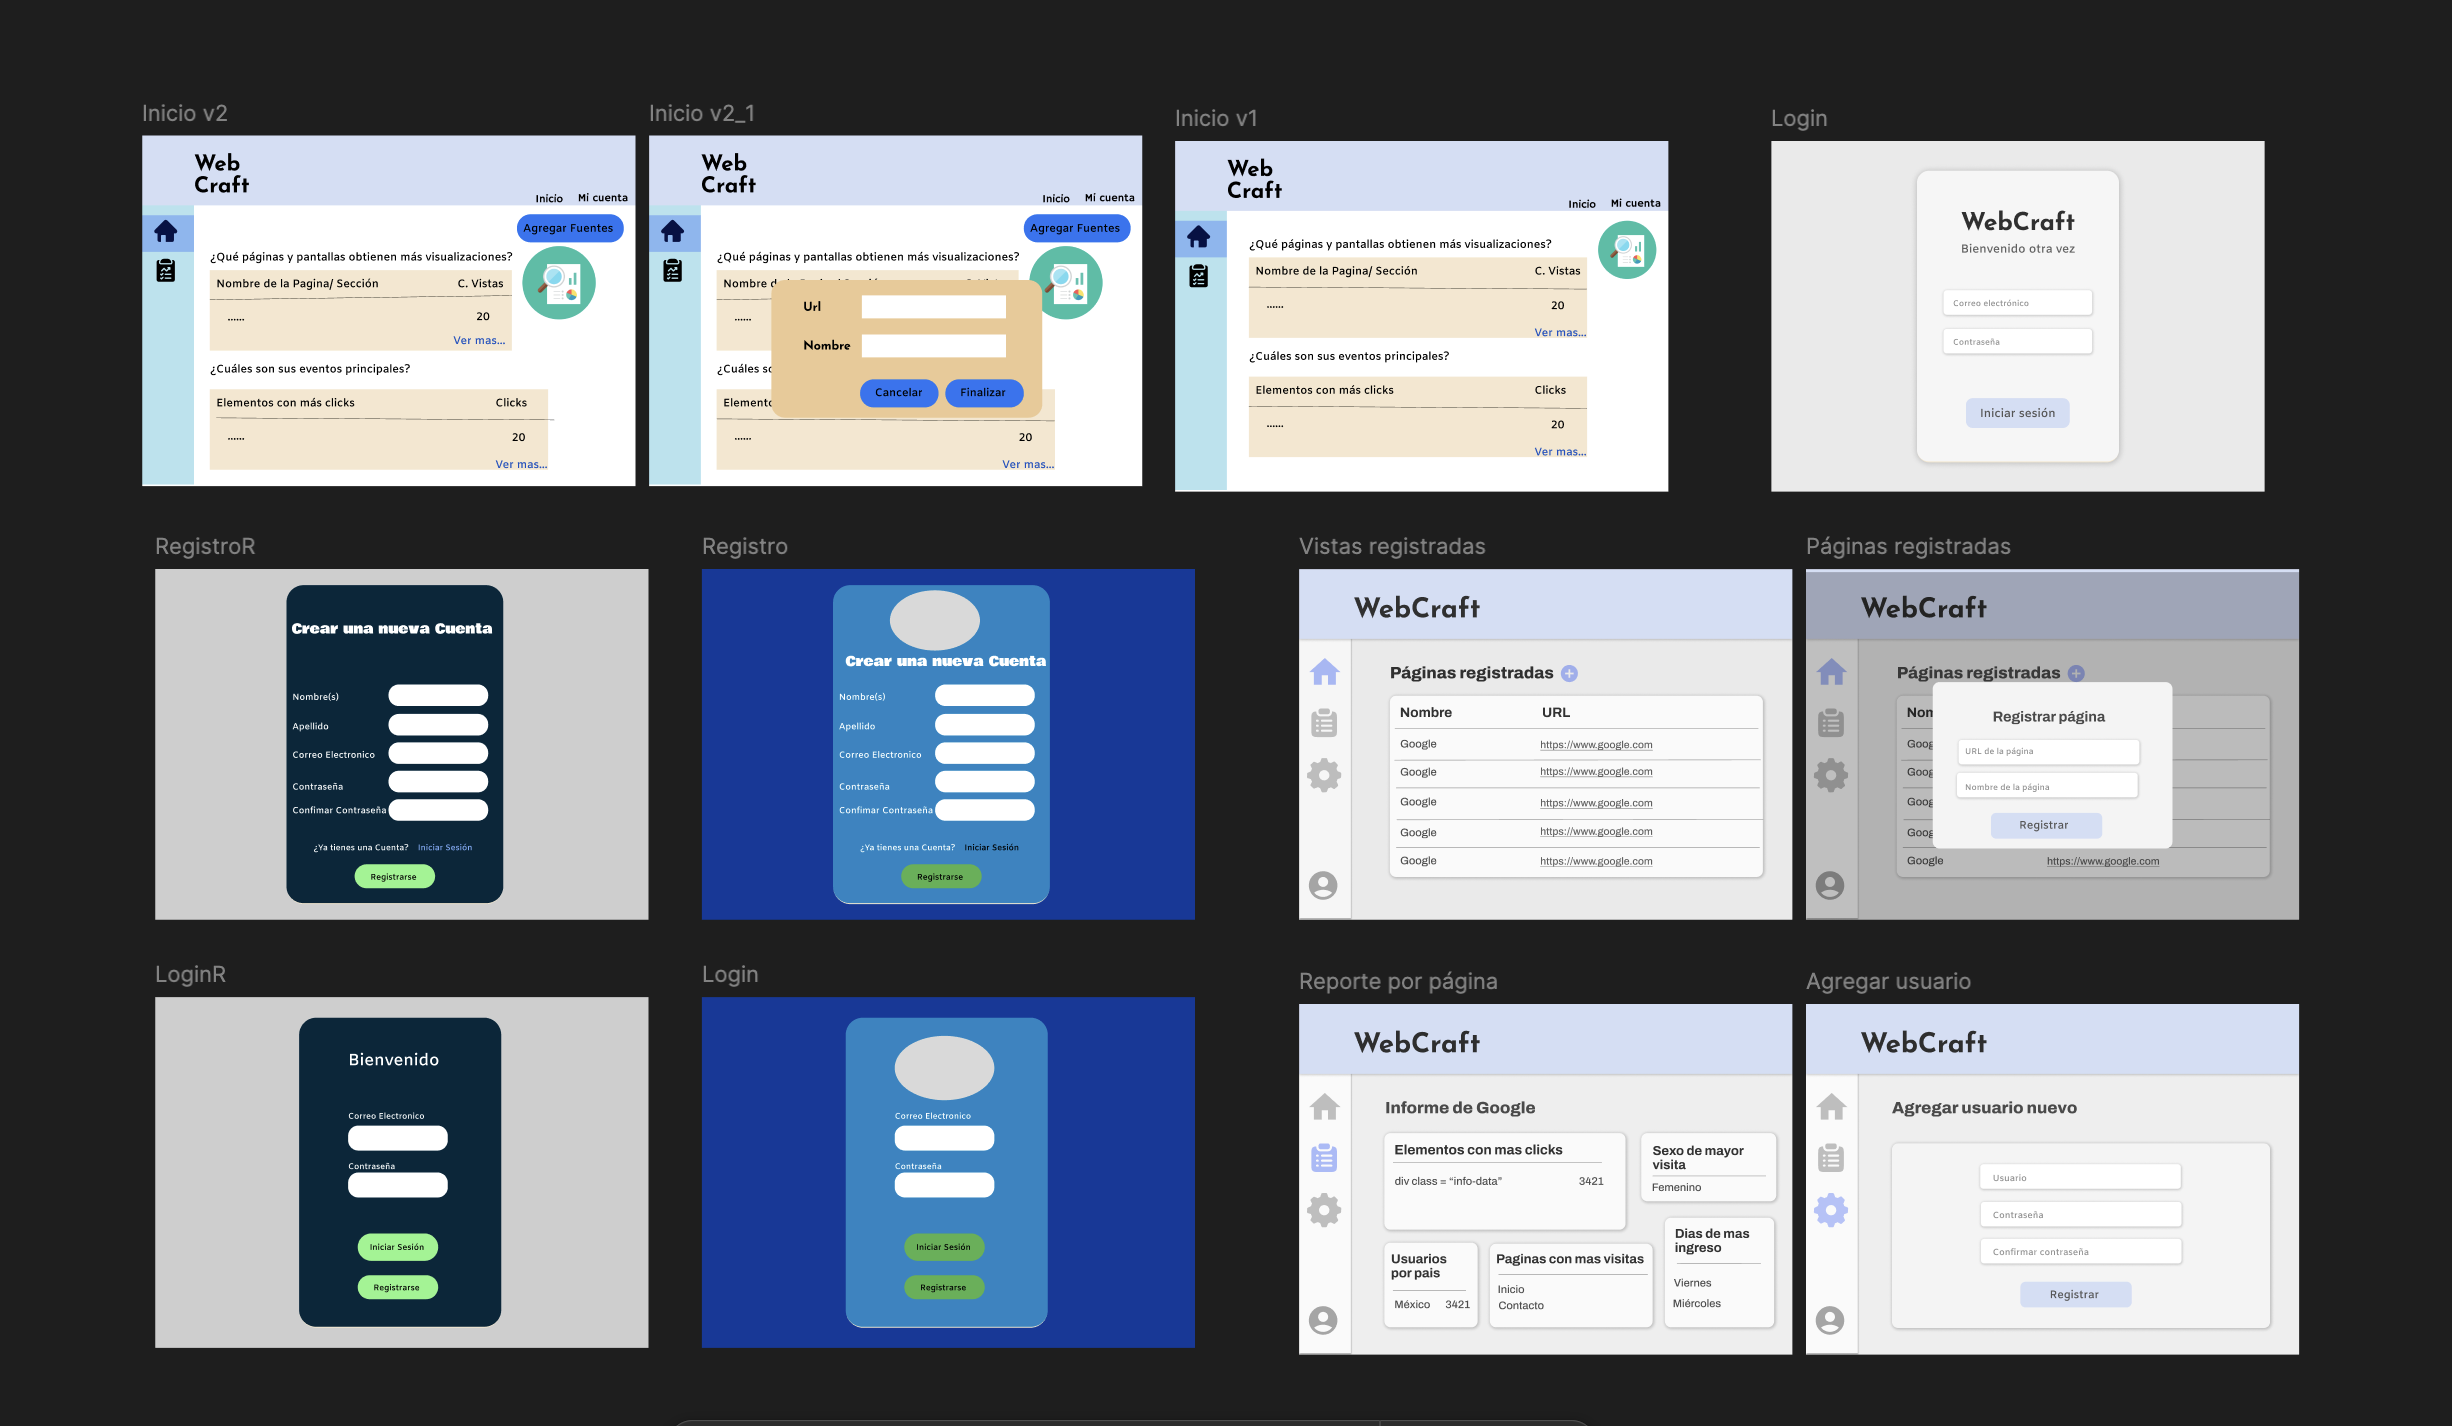 Inicio v2
Web
Craft
Inicio Mi cuenta
Agregar Fuentes
¿Qué páginas y pantallas obtienen más visualizaciones?
Nombre de la Pagina/ Sección C. Vistas
...... 20
Ver mas...
¿Cuáles son sus eventos principales?
Elementos con más clicks Clicks
...... 20
Ver mas...
Inicio v2_1
Web
Craft
Inicio Mi cuenta
Agregar Fuentes
¿Qué páginas y pantallas obtienen más visualizaciones?
Nombre d
Url
......
Nombre
¿Cuáles sc
Cancelar Finalizar
Element
...... 20
Ver mas...
Inicio v1
Web
Craft
Inicio Mi cuenta
¿Qué páginas y pantallas obtienen más visualizaciones?
Nombre de la Pagina/ Sección C. Vistas
...... 20
Ver mas...
¿Cuáles son sus eventos principales?
Elementos con más clicks Clicks
...... 20
Ver mas...
Login
WebCraft
Bienvenido otra vez
Correo electrónico
Contraseña
Iniciar sesión
RegistroR
Crear una nueva Cuenta
Nombre(s)
Apellido
Correo Electronico
Contraseña
Confimar Contraseña
¿Ya tienes una Cuenta? Iniciar Sesión
Registrarse
Registro
Crear una nueva Cuenta
Nombre(s)
Apellido
Correo Electronico
Contraseña
Confimar Contraseña
¿Ya tienes una Cuenta? Iniciar Sesión
Registrarse
Vistas registradas
WebCraft
Páginas registradas
Nombre URL
Google https://www.google.com
Google https://www.google.com
Google https://www.google.com
Google https://www.google.com
Google https://www.google.com
Páginas registradas
WebCraft
Páginas registradas
Nom
Registrar página
Goog
URL de la página
Goog
Nombre de la página
Goog
Registrar
Goog
Google https://www.google.com
LoginR
Bienvenido
Correo Electronico
Contraseña
Iniciar Sesión
Registrarse
Login
Correo Electronico
Contraseña
Iniciar Sesión
Registrarse
Reporte por página
WebCraft
Informe de Google
Elementos con mas clicks
div class = “info-data” 3421
Sexo de mayor
visita
Femenino
Usuarios
por pais
México 3421
Paginas con mas visitas
Inicio
Contacto
Dias de mas
ingreso
Viernes
Miércoles
Agregar usuario
WebCraft
Agregar usuario nuevo
Usuario
Contraseña
Confirmar contraseña
Registrar